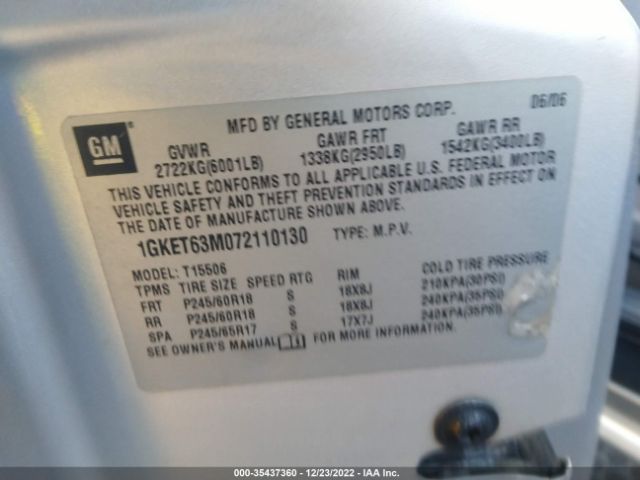 GM
MFD BY GENERAL MOTORS CORP. 06/06
GVWR GAWR FRT GAWR RR
2722KG(6001LB) 1338KG(2950LB) 1542KG(3400LB)
THIS VEHICLE CONFORMS TO ALL APPLICABLE U.S. FEDERAL MOTOR
VEHICLE SAFETY AND THEFT PREVENTION STANDARDS IN EFFECT ON
THE DATE OF MANUFACTURE SHOWN ABOVE.
1GKET63M072110130 TYPE: M.P.V.
MODEL: T15506
TPMS TIRE SIZE SPEED RTG RIM COLD TIRE PRESSURE
FRT P245/60R18 S 18X8J 210KPA(30PSI)
RR P245/60R18 S 18X8J 240KPA(35PSI)
SPA P245/65R17 S 17X7J 240KPA(35PSI)
SEE OWNER'S MANUAL FOR MORE INFORMATION.
000-35437360 - 12/23/2022 - IAA Inc.